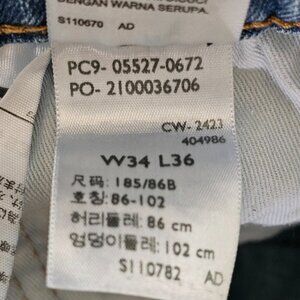 DENGAN WARNA SERUPA.
S110670 AD
PC9- 05527-0672
PO- 2100036706
CW- 2423
404986
W34 L36
尺码: 185/86B
호칭: 86-102
허리둘레: 86 cm
엉덩이둘레: 102 cm
S110782 AD